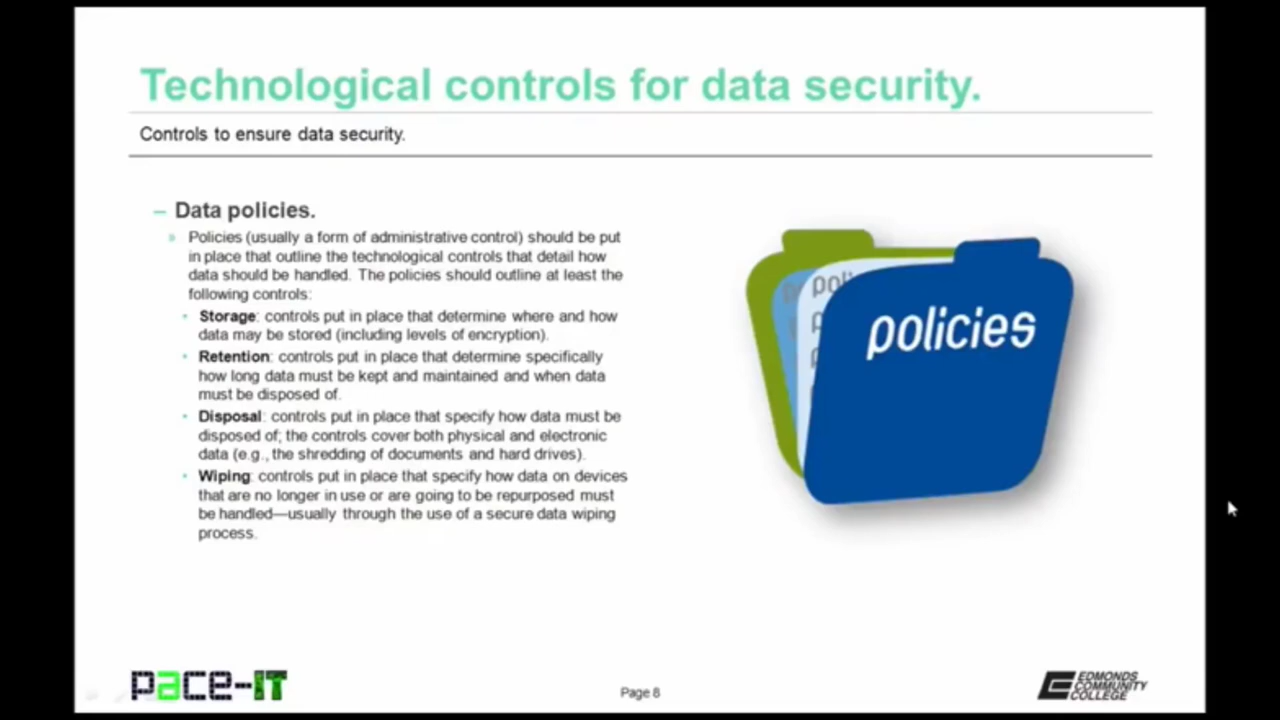 Technological controls for data security.
Controls to ensure data security.
– Data policies.
» Policies (usually a form of administrative control) should be put
in place that outline the technological controls that detail how
data should be handled. The policies should outline at least the
following controls:
• Storage: controls put in place that determine where and how
data may be stored (including levels of encryption).
• Retention: controls put in place that determine specifically
how long data must be kept and maintained and when data
must be disposed of.
• Disposal: controls put in place that specify how data must be
disposed of; the controls cover both physical and electronic
data (e.g., the shredding of documents and hard drives).
• Wiping: controls put in place that specify how data on devices
that are no longer in use or are going to be repurposed must
be handled—usually through the use of a secure data wiping
process.
poli
policies
pace-IT
Page 8
EDMONDS
COMMUNITY
COLLEGE